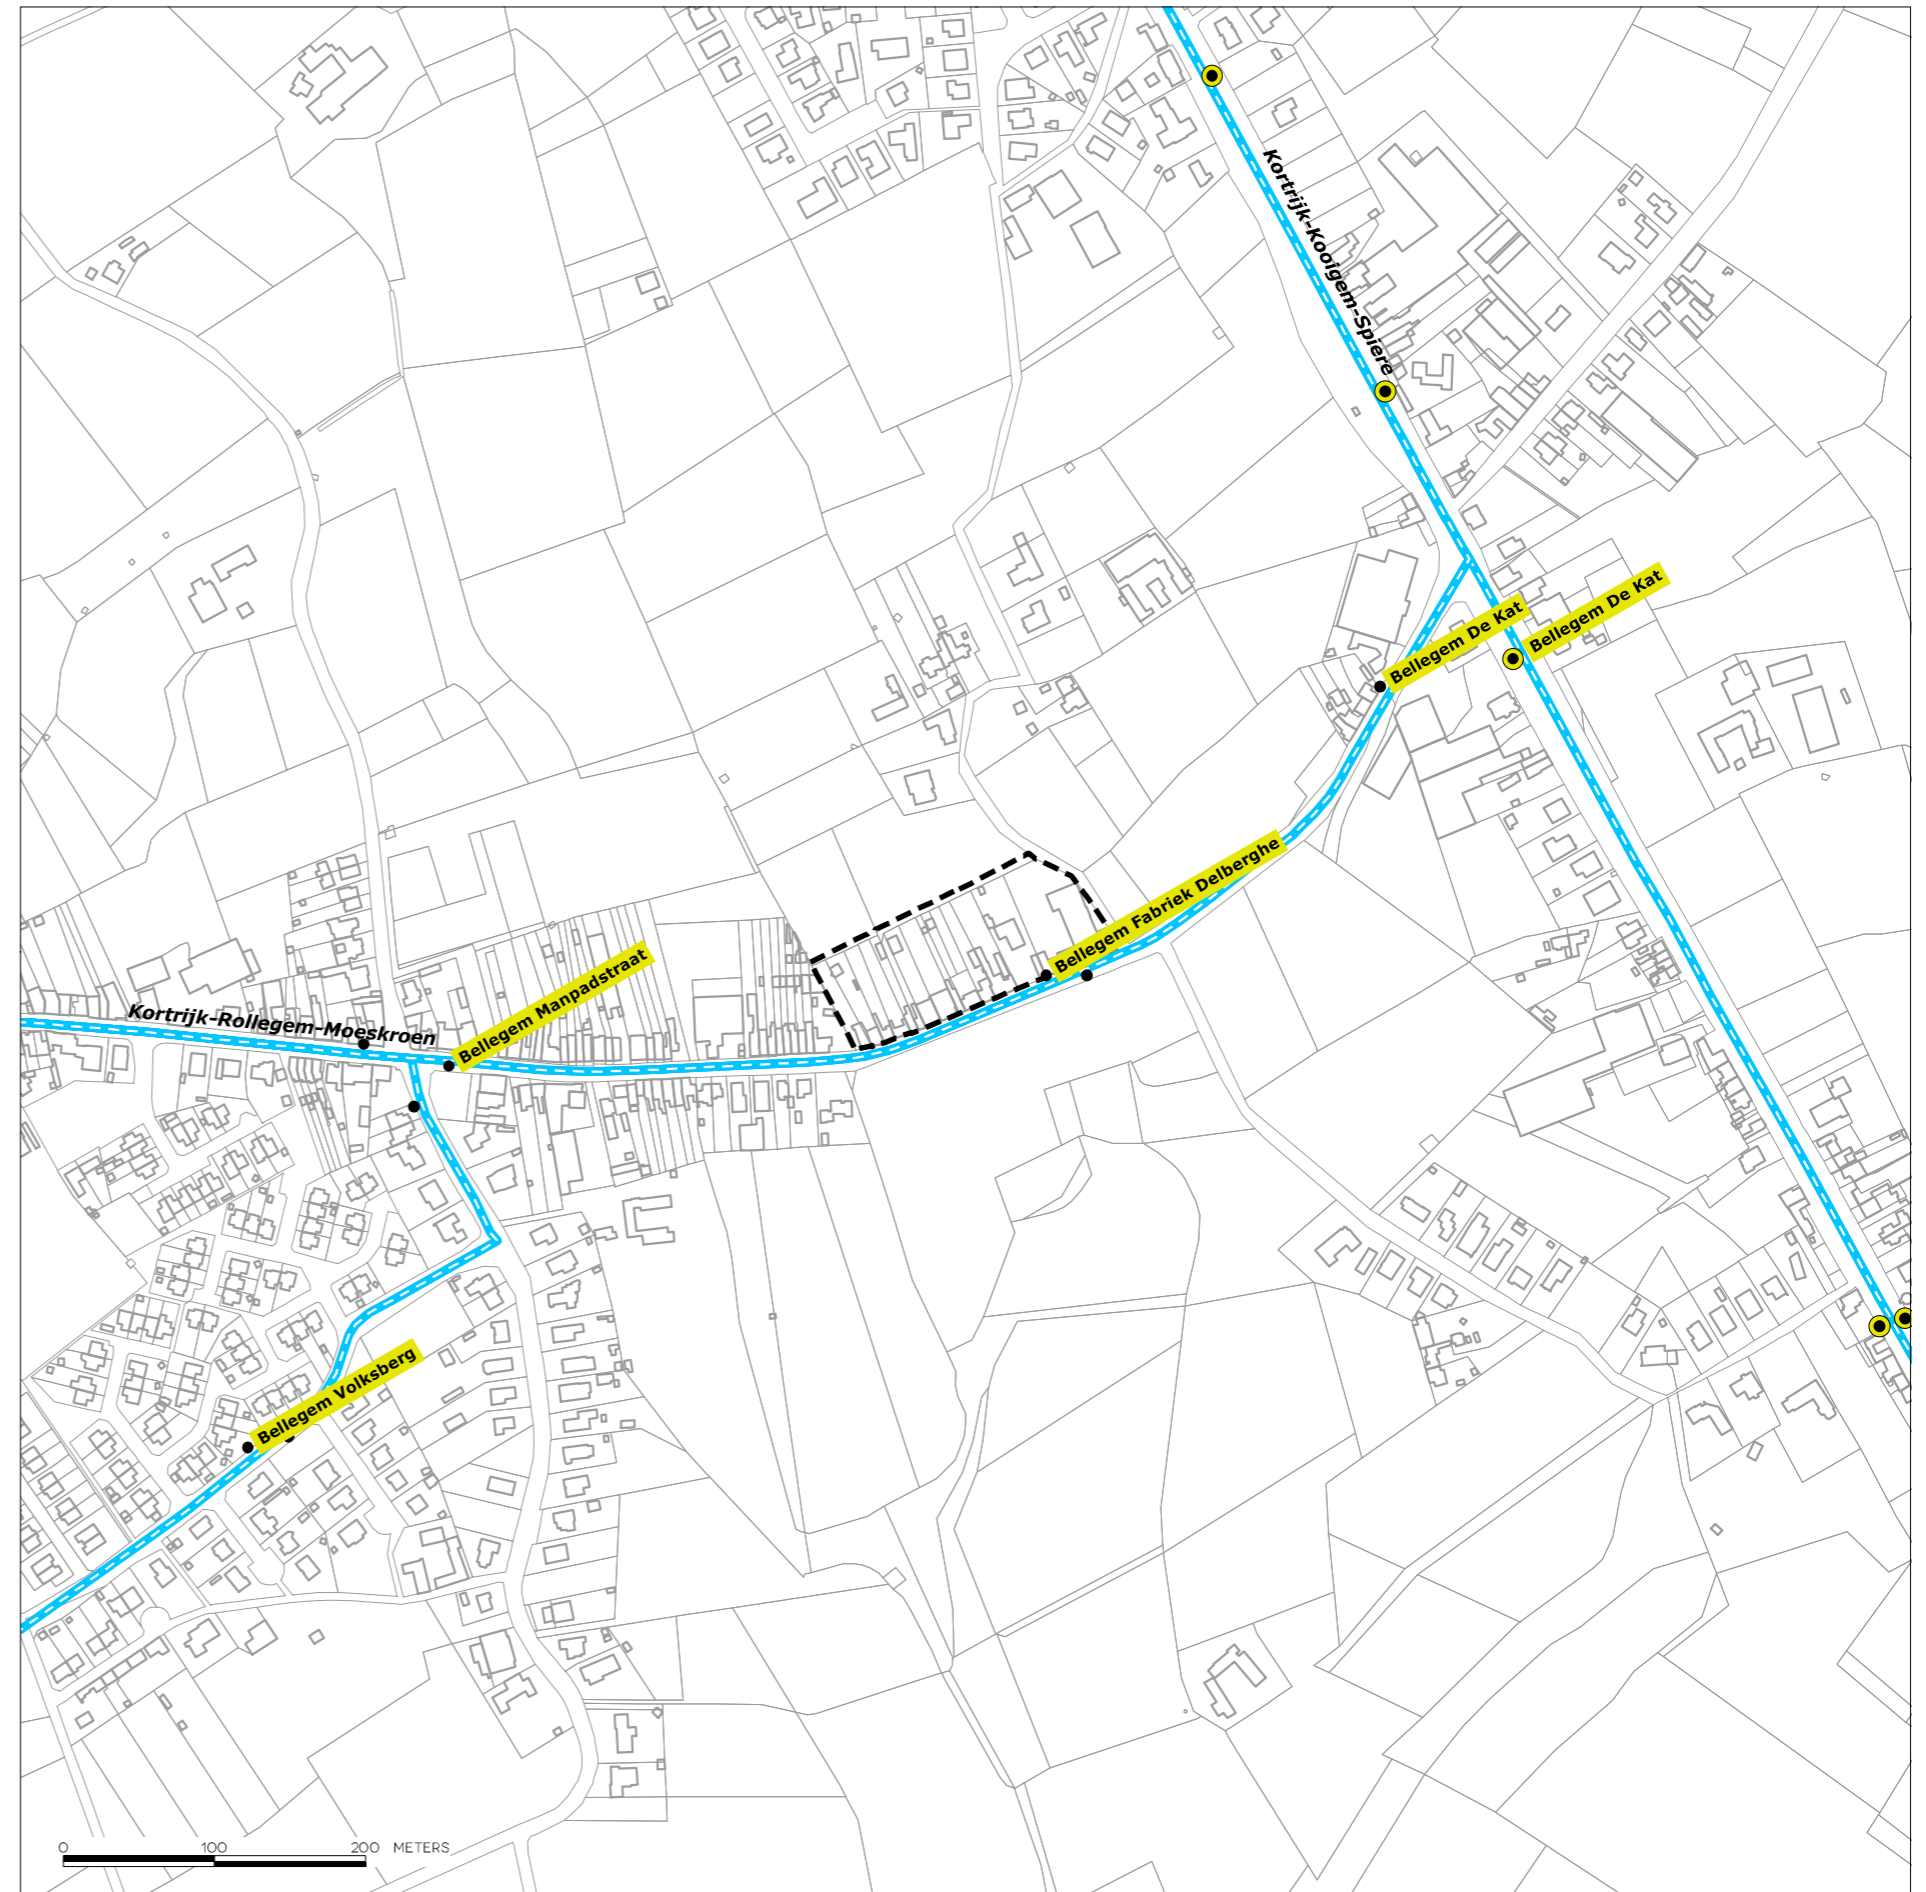 Kortrijk-Kooigem-Spiere
Bellegem De Kat
Bellegem De Kat
Bellegem Fabriek Delberghe
Bellegem Manpadstraat
Kortrijk-Rollegem-Moeskroen
Bellegem Volksberg
0 100 200 METERS